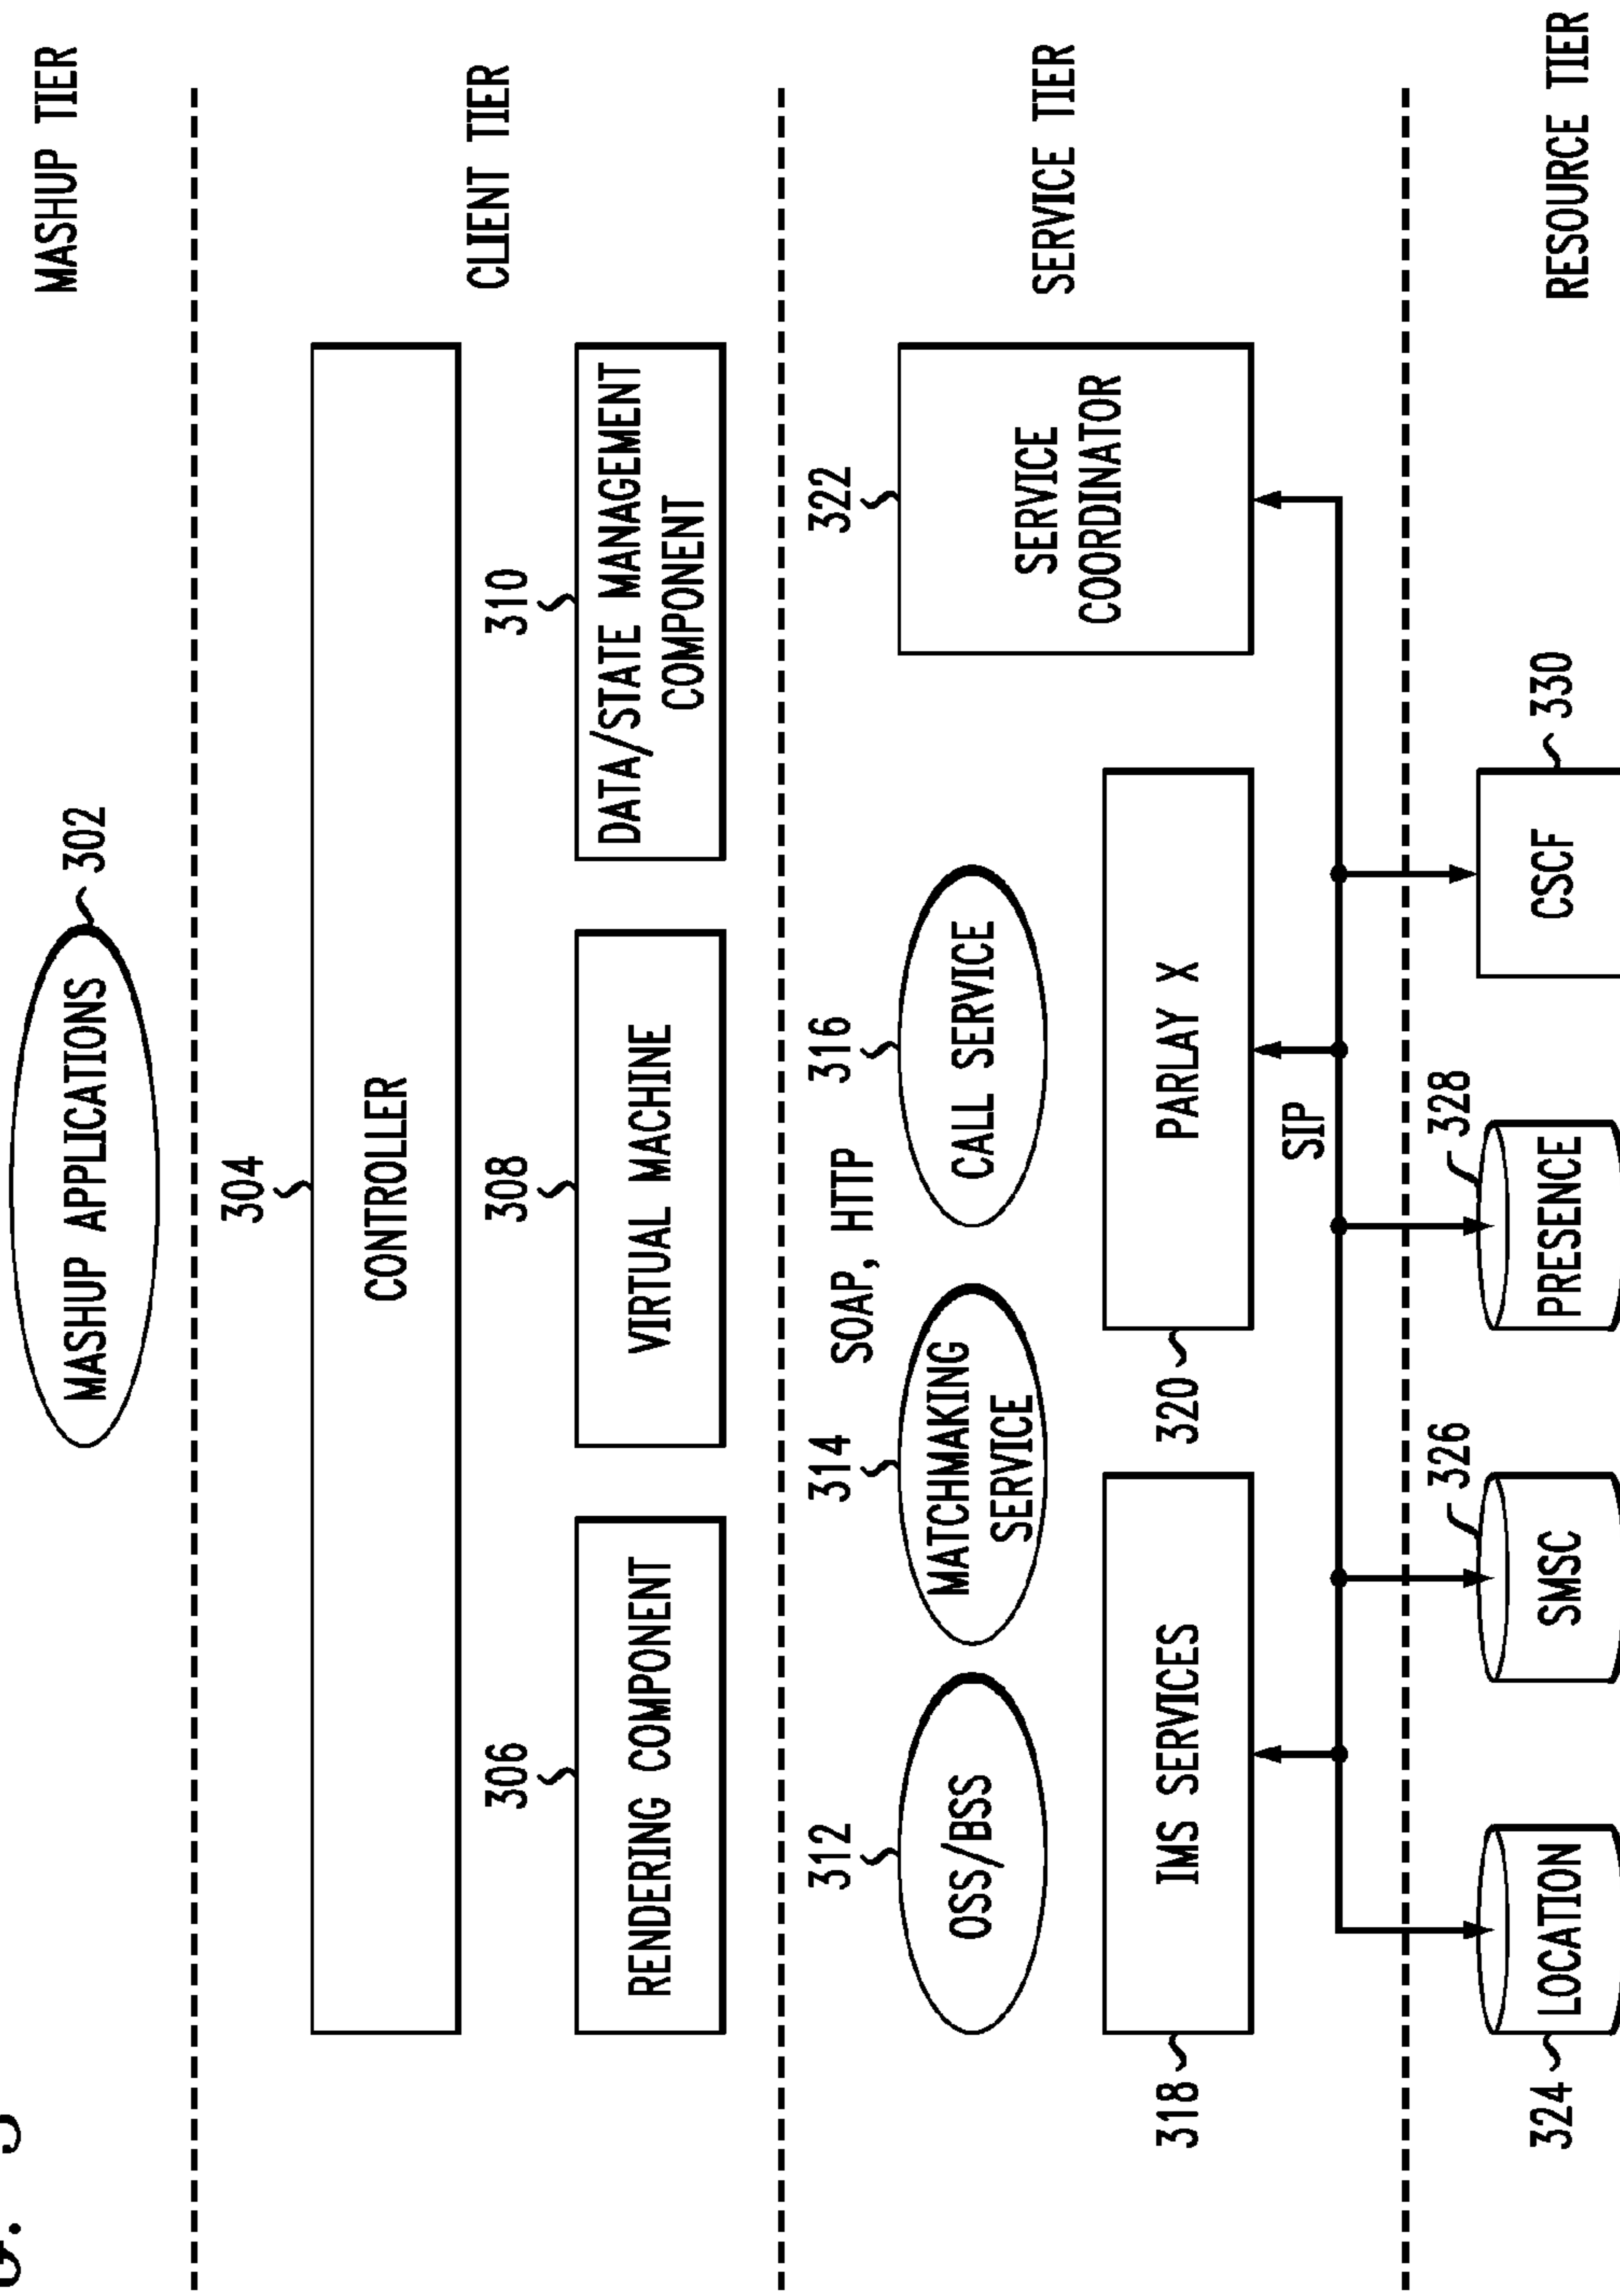 MASHUP TIER
MASHUP APPLICATIONS
302
304
CONTROLLER
CLIENT TIER
306
308
310
RENDERING COMPONENT
VIRTUAL MACHINE
DATA/STATE MANAGEMENT
COMPONENT
SOAP, HTTP
312
314
316
322
OSS/BSS
MATCHMAKING
SERVICE
CALL SERVICE
SERVICE
COORDINATOR
SERVICE TIER
318
IMS SERVICES
320
PARLAY X
SIP
324
LOCATION
326
SMSC
328
PRESENCE
CSCF
330
RESOURCE TIER